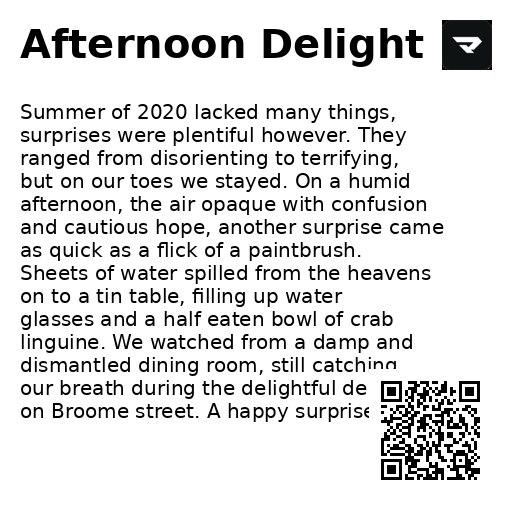 Afternoon Delight
Summer of 2020 lacked many things,
surprises were plentiful however. They
ranged from disorienting to terrifying,
but on our toes we stayed. On a humid
afternoon, the air opaque with confusion
and cautious hope, another surprise came
as quick as a flick of a paintbrush.
Sheets of water spilled from the heavens
on to a tin table, filling up water
glasses and a half eaten bowl of crab
linguine. We watched from a damp and
dismantled dining room, still catching
our breath during the delightful de
on Broome street. A happy surprise